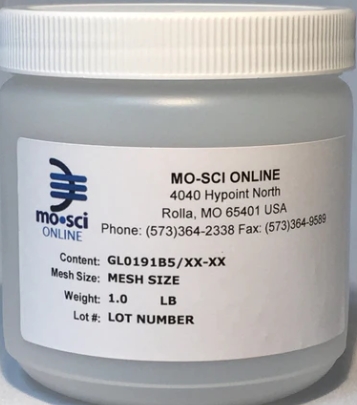 mo•sci
ONLINE
MO-SCI ONLINE
4040 Hypoint North
Rolla, MO 65401 USA
Phone: (573)364-2338 Fax: (573)364-9589
Content: GL0191B5/XX-XX
Mesh Size: MESH SIZE
Weight: 1.0 LB
Lot #: LOT NUMBER